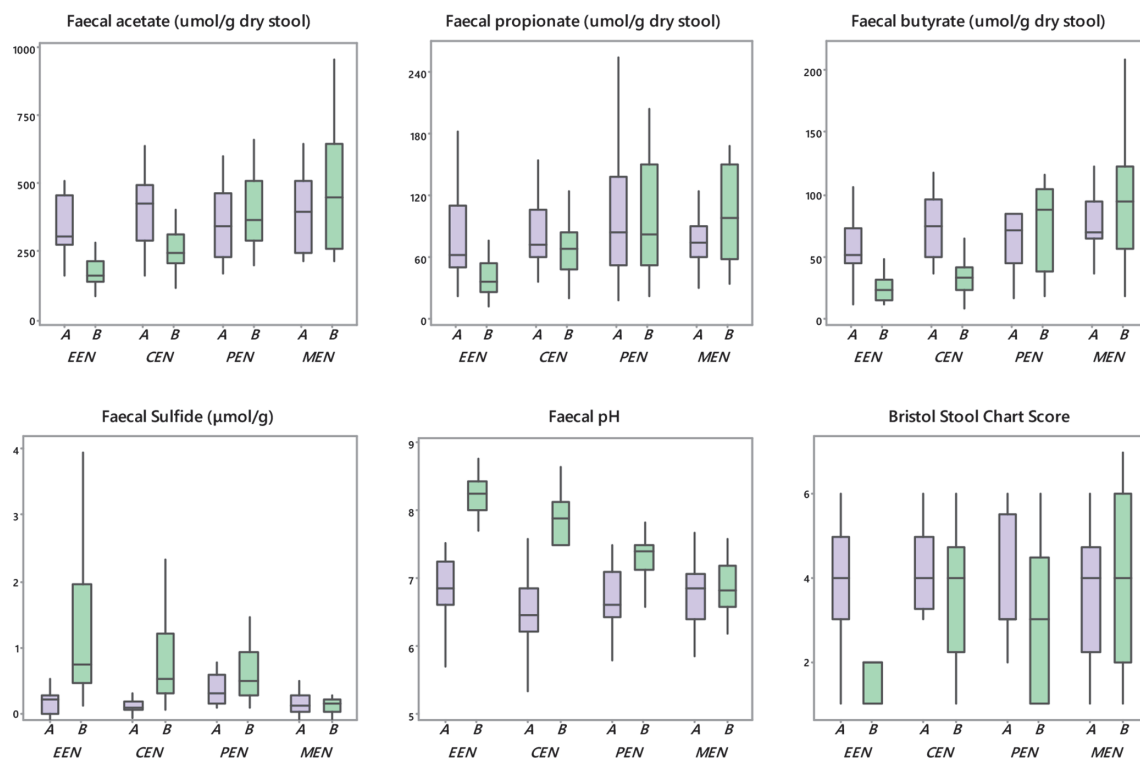 Faecal acetate (umol/g dry stool)
1000
750
500
250
0
A B A B A B A B
EEN CEN PEN MEN
Faecal propionate (umol/g dry stool)
240
180
120
60
0
A B A B A B A B
EEN CEN PEN MEN
Faecal butyrate (umol/g dry stool)
200
150
100
50
0
A B A B A B A B
EEN CEN PEN MEN
Faecal Sulfide (µmol/g)
4
3
2
1
0
A B A B A B A B
EEN CEN PEN MEN
Faecal pH
9
8
7
6
5
A B A B A B A B
EEN CEN PEN MEN
Bristol Stool Chart Score
6
4
2
A B A B A B A B
EEN CEN PEN MEN